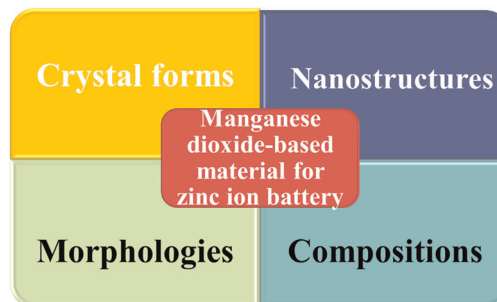 Crystal forms
Nanostructures
Manganese
dioxide-based
material for
zinc ion battery
Morphologies
Compositions